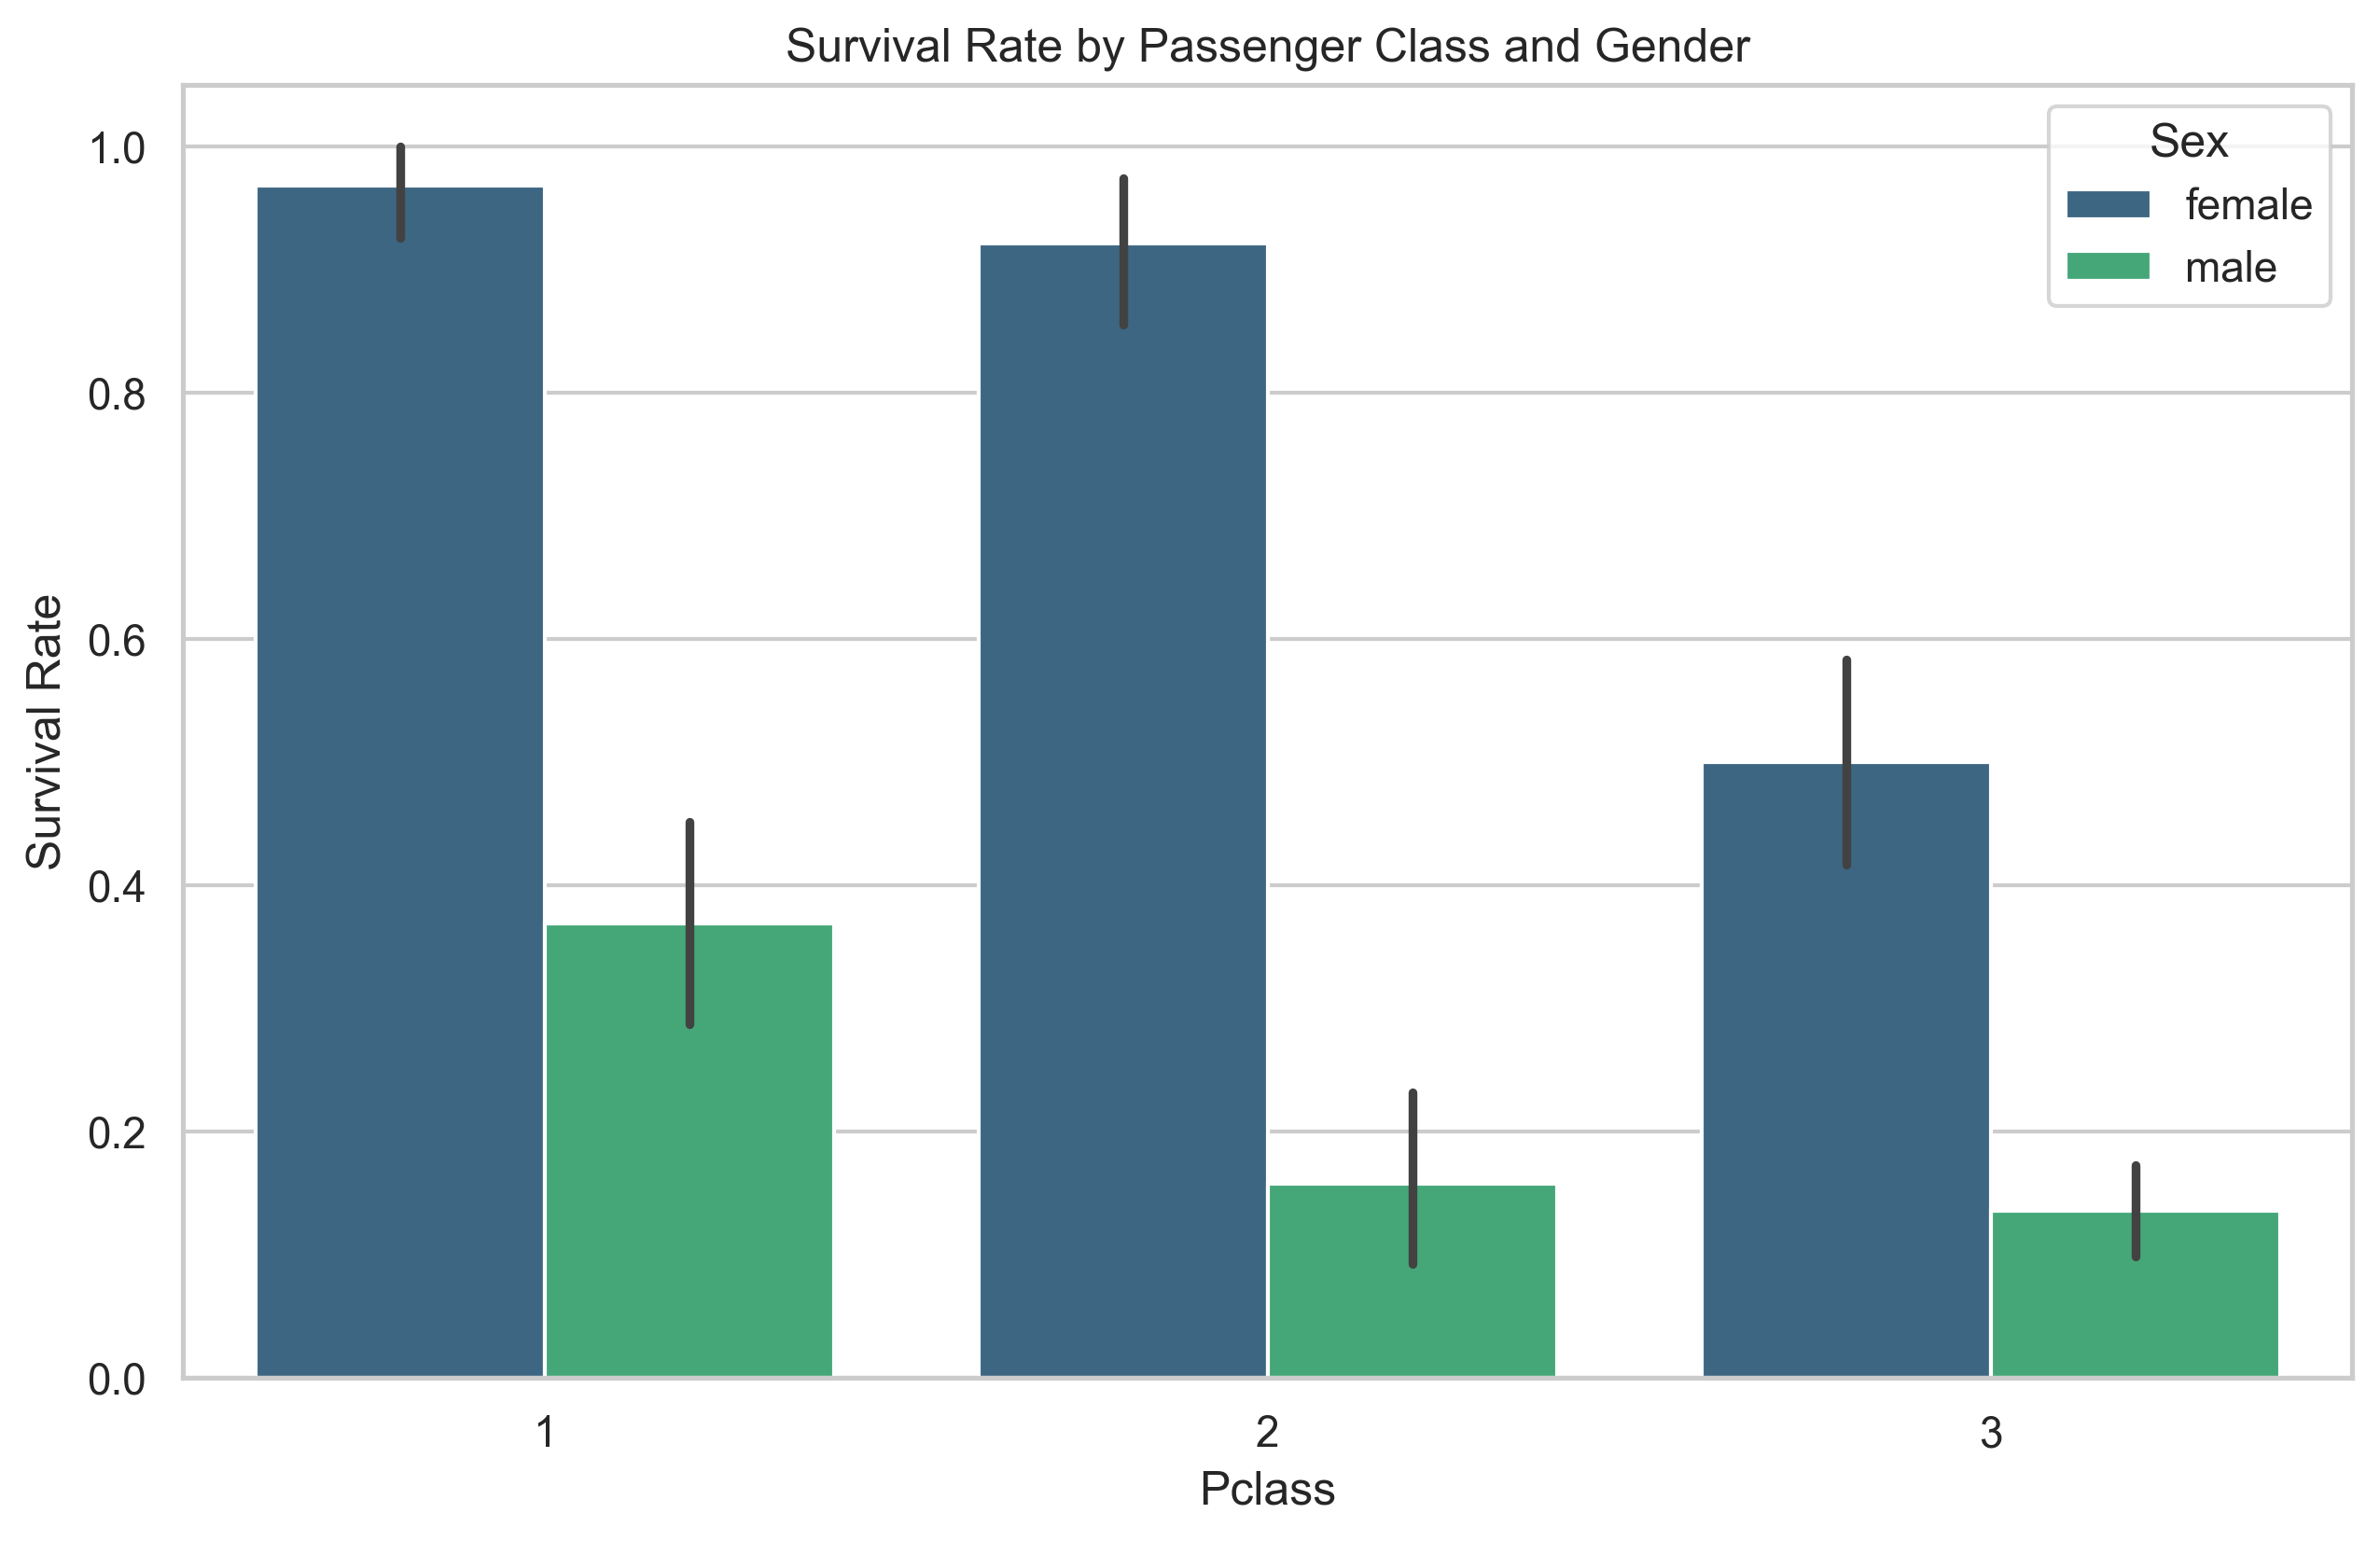 Survival Rate by Passenger Class and Gender
Sex
female
male
1.0
0.8
0.6
0.4
0.2
0.0
Survival Rate
1
2
3
Pclass